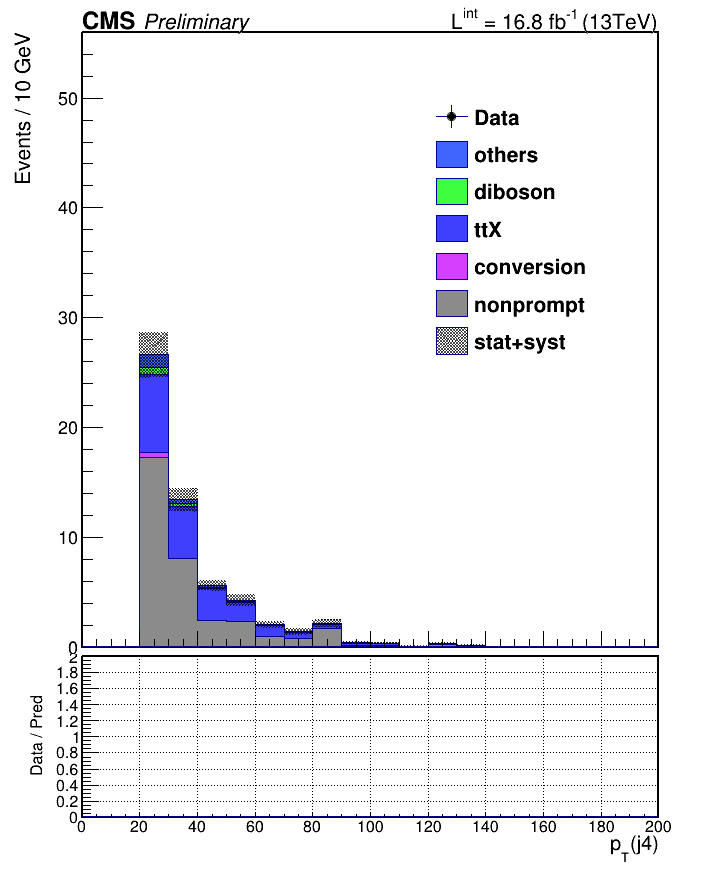 CMS Preliminary
L^int = 16.8 fb^-1 (13TeV)
Events / 10 GeV
50
40
30
20
10
0
Data
others
diboson
ttX
conversion
nonprompt
stat+syst
Data / Pred
2
1.8
1.6
1.4
1.2
1
0.8
0.6
0.4
0.2
0
0 20 40 60 80 100 120 140 160 180 200
p_T(j4)